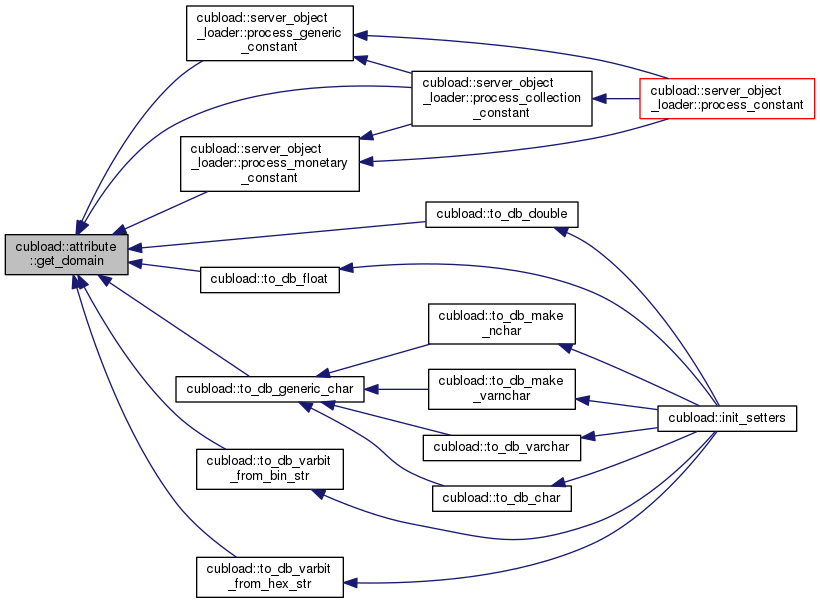 cubload::server_object
_loader::process_generic
_constant
cubload::server_object
_loader::process_collection
_constant
cubload::server_object
_loader::process_constant
cubload::server_object
_loader::process_monetary
_constant
cubload::to_db_double
cubload::attribute
::get_domain
cubload::to_db_float
cubload::to_db_make
_nchar
cubload::to_db_generic_char
cubload::to_db_make
_varnchar
cubload::init_setters
cubload::to_db_varchar
cubload::to_db_varbit
_from_bin_str
cubload::to_db_char
cubload::to_db_varbit
_from_hex_str